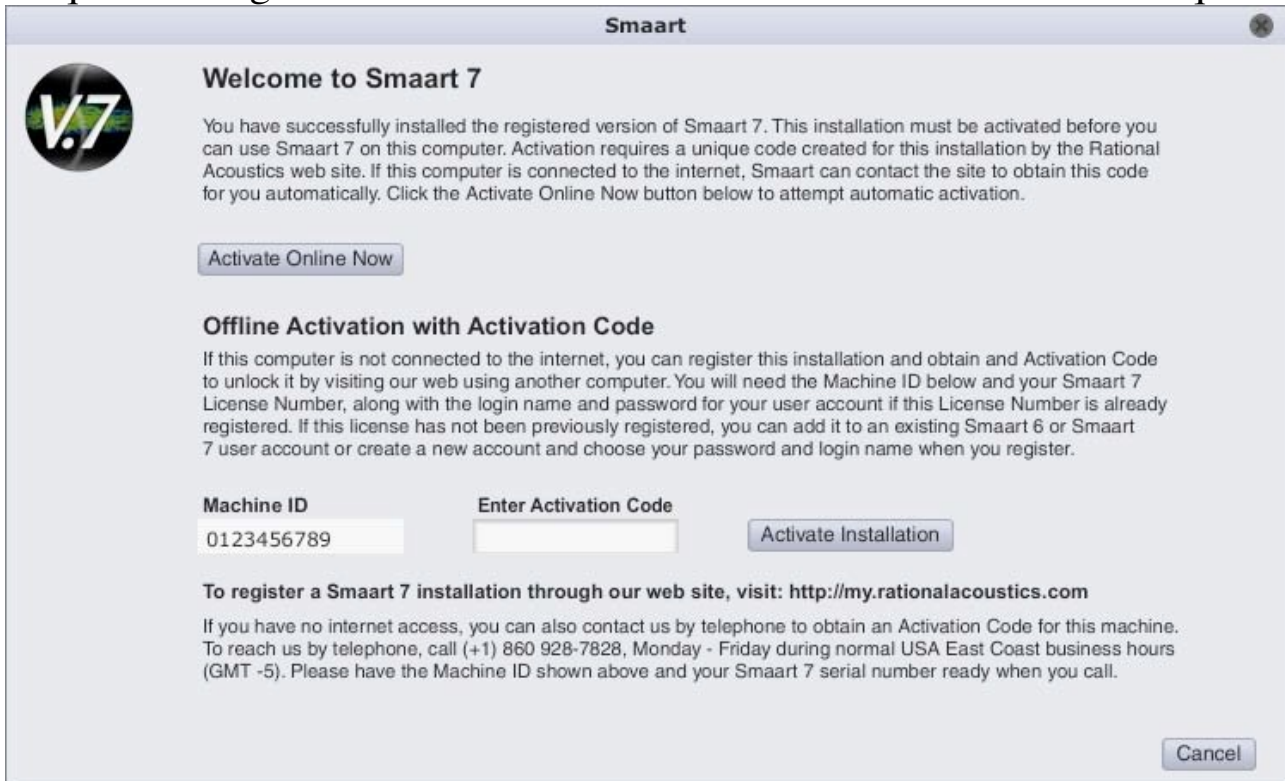 Smaart
V.7
Welcome to Smaart 7
You have successfully installed the registered version of Smaart 7. This installation must be activated before you
can use Smaart 7 on this computer. Activation requires a unique code created for this installation by the Rational
Acoustics web site. If this computer is connected to the internet, Smaart can contact the site to obtain this code
for you automatically. Click the Activate Online Now button below to attempt automatic activation.
Activate Online Now
Offline Activation with Activation Code
If this computer is not connected to the internet, you can register this installation and obtain and Activation Code
to unlock it by visiting our web using another computer. You will need the Machine ID below and your Smaart 7
License Number, along with the login name and password for your user account if this License Number is already
registered. If this license has not been previously registered, you can add it to an existing Smaart 6 or Smaart
7 user account or create a new account and choose your password and login name when you register.
Machine ID Enter Activation Code
0123456789 Activate Installation
To register a Smaart 7 installation through our web site, visit: http://my.rationalacoustics.com
If you have no internet access, you can also contact us by telephone to obtain an Activation Code for this machine.
To reach us by telephone, call (+1) 860 928-7828, Monday - Friday during normal USA East Coast business hours
(GMT -5). Please have the Machine ID shown above and your Smaart 7 serial number ready when you call.
Cancel